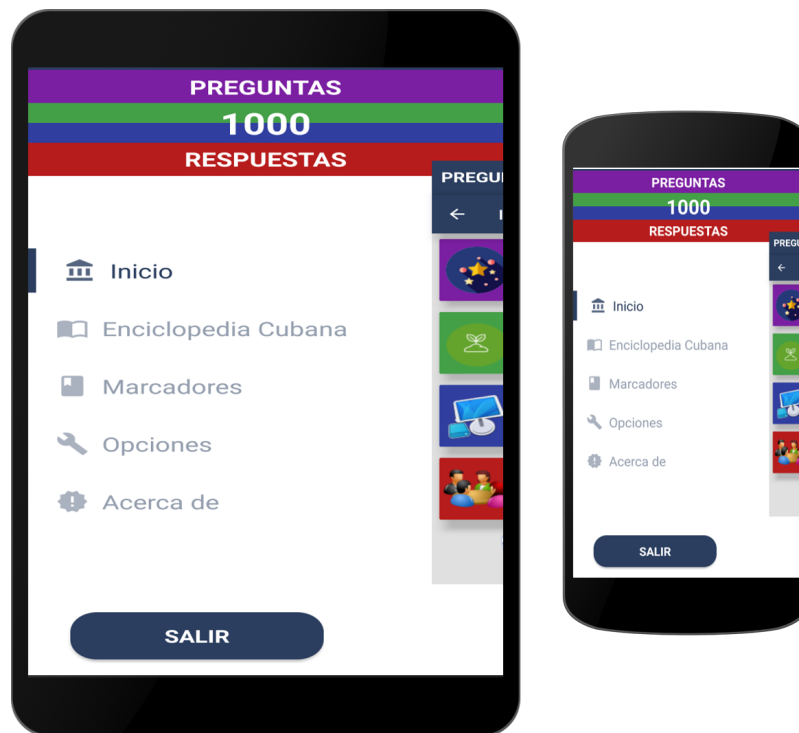 PREGUNTAS
1000
RESPUESTAS
Inicio
Enciclopedia Cubana
Marcadores
Opciones
Acerca de
SALIR
PREGUNTAS
1000
RESPUESTAS
Inicio
Enciclopedia Cubana
Marcadores
Opciones
Acerca de
SALIR